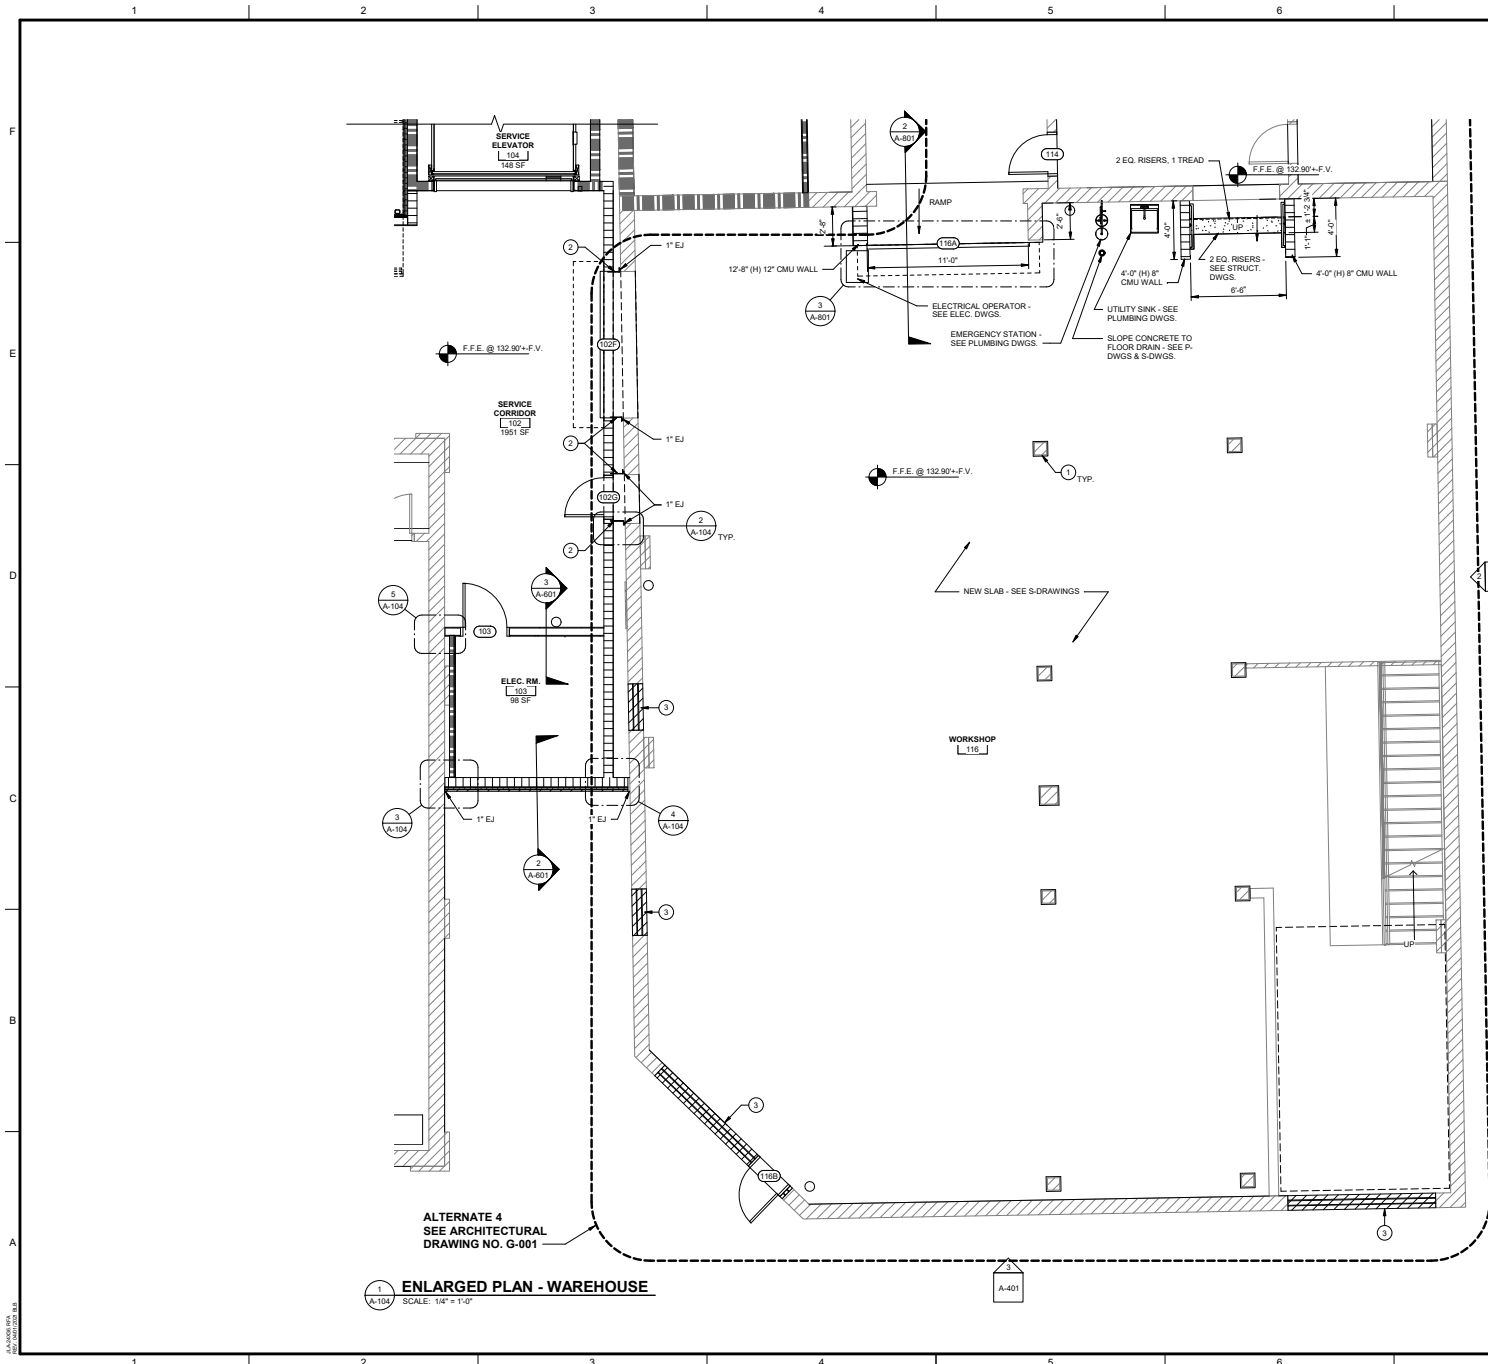 1 2 3 4 5 6
F
E
D
C
B
A
SERVICE
ELEVATOR
104
148 SF
2
A-801
114
2 EQ. RISERS, 1 TREAD
F.F.E. @ 132.90'+-F.V.
RAMP
2'-8"
2'-6"
4'-0"
UP
1'-1"
± 1'-2 3/4"
4'-0"
2
1" EJ
116A
11'-0"
12'-8" (H) 12" CMU WALL
4'-0" (H) 8"
CMU WALL
2 EQ. RISERS -
SEE STRUCT.
DWGS.
4'-0" (H) 8" CMU WALL
6'-6"
3
A-801
ELECTRICAL OPERATOR -
SEE ELEC. DWGS.
UTILITY SINK - SEE
PLUMBING DWGS.
EMERGENCY STATION -
SEE PLUMBING DWGS.
SLOPE CONCRETE TO
FLOOR DRAIN - SEE P-
DWGS & S-DWGS.
F.F.E. @ 132.90'+-F.V.
102F
SERVICE
CORRIDOR
102
1951 SF
2
1" EJ
F.F.E. @ 132.90'+-F.V.
1
TYP.
102G
1" EJ
2
2
A-104
TYP.
3
A-601
2
5
A-104
NEW SLAB - SEE S-DRAWINGS
103
ELEC. RM.
103
98 SF
3
WORKSHOP
116
3
A-104
1" EJ
1" EJ
4
A-104
2
A-601
3
UP
3
116B
ALTERNATE 4
SEE ARCHITECTURAL
DRAWING NO. G-001
3
3
A-401
1
A-104
ENLARGED PLAN - WAREHOUSE
SCALE: 1/4" = 1'-0"
1 2 3 4 5 6